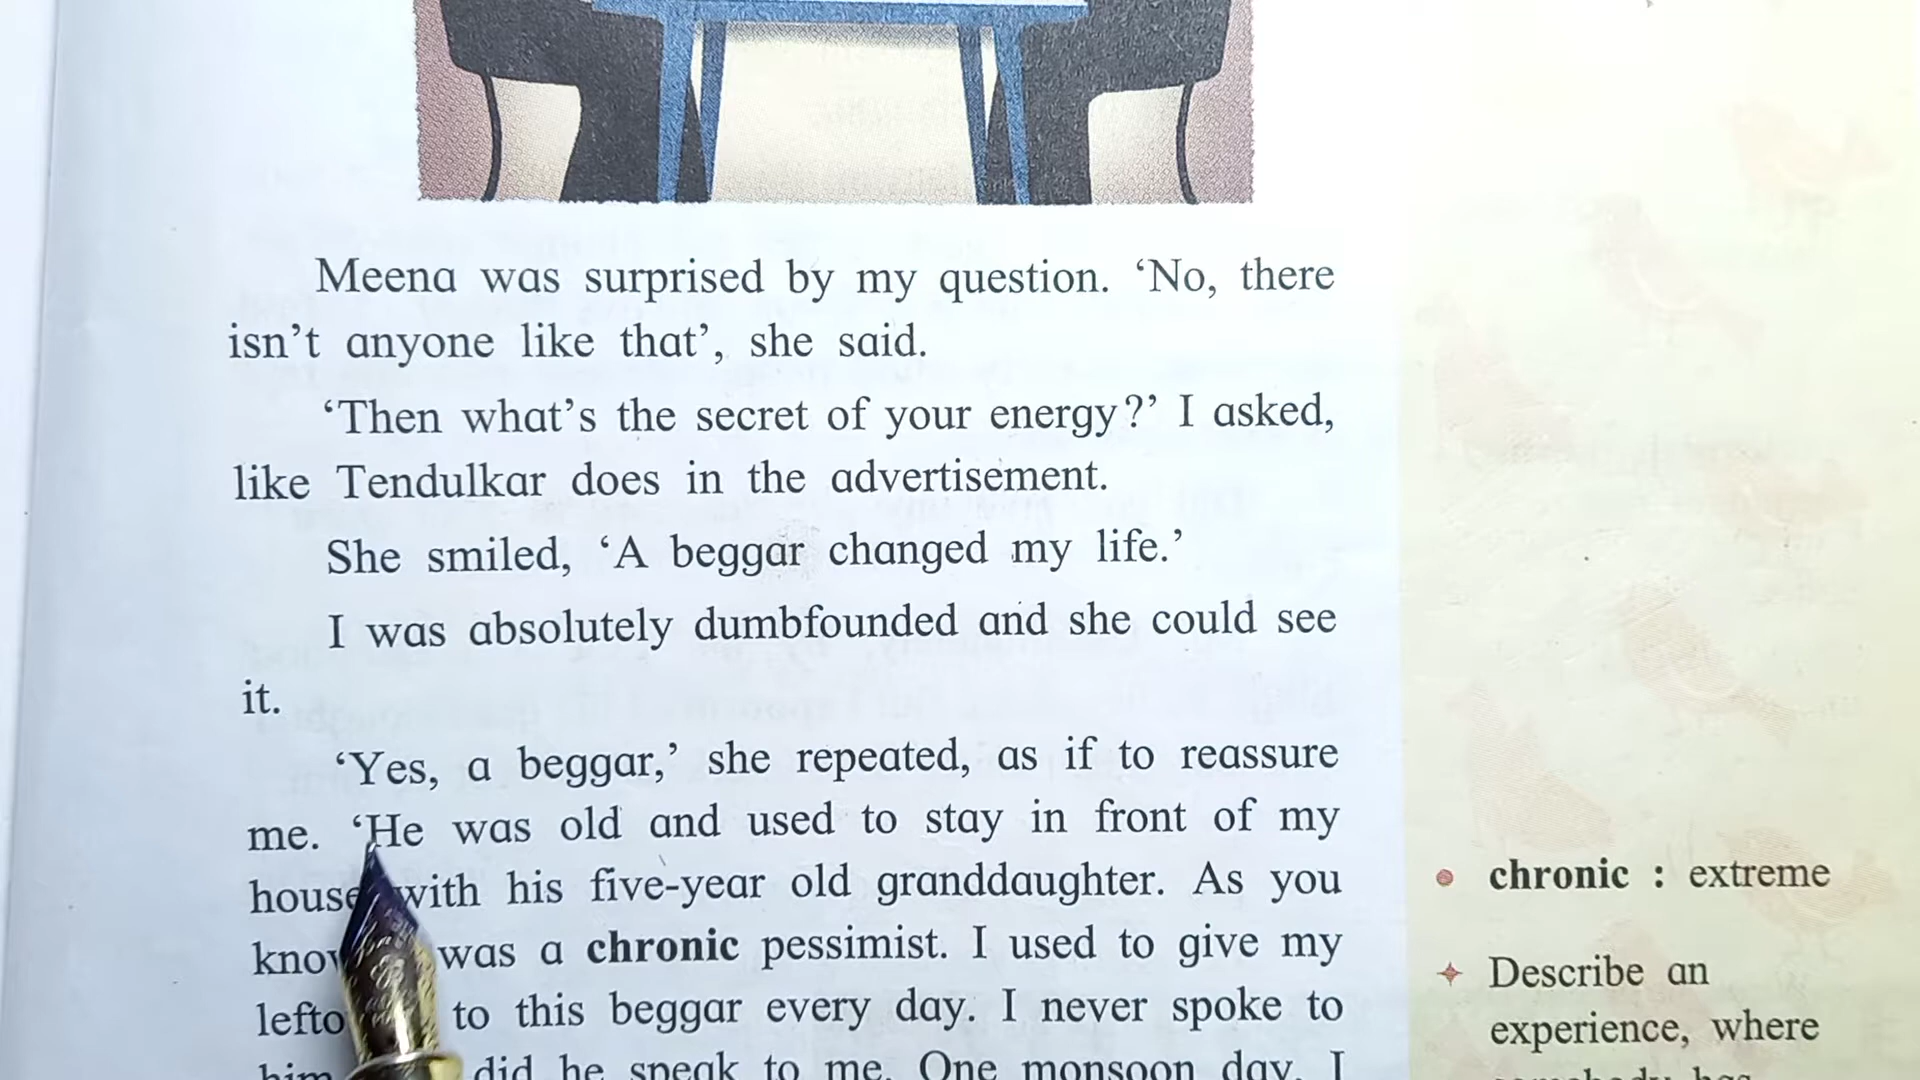 Meena was surprised by my question. ‘No, there
isn’t anyone like that’, she said.
‘Then what’s the secret of your energy?’ I asked,
like Tendulkar does in the advertisement.
She smiled, ‘A beggar changed my life.’
I was absolutely dumbfounded and she could see
it.
‘Yes, a beggar,’ she repeated, as if to reassure
me. ‘He was old and used to stay in front of my
house with his five-year old granddaughter. As you
was a chronic pessimist. I used to give my
to this beggar every day. I never spoke to
him did he speak to me. One monsoon day, I
• chronic : extreme
Describe an
experience, where
somebody has